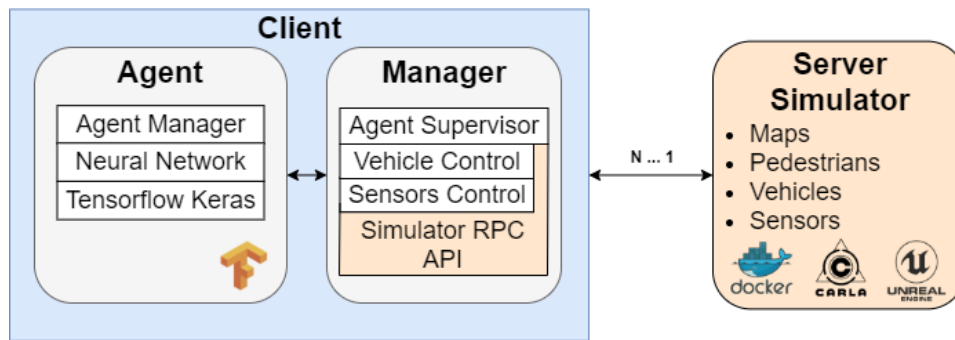 Client
Agent
Agent Manager
Neural Network
Tensorflow Keras
Manager
Agent Supervisor
Vehicle Control
Sensors Control
Simulator RPC
API
N ... 1
Server
Simulator
• Maps
• Pedestrians
• Vehicles
• Sensors
docker
CARLA
UNREAL
ENGINE